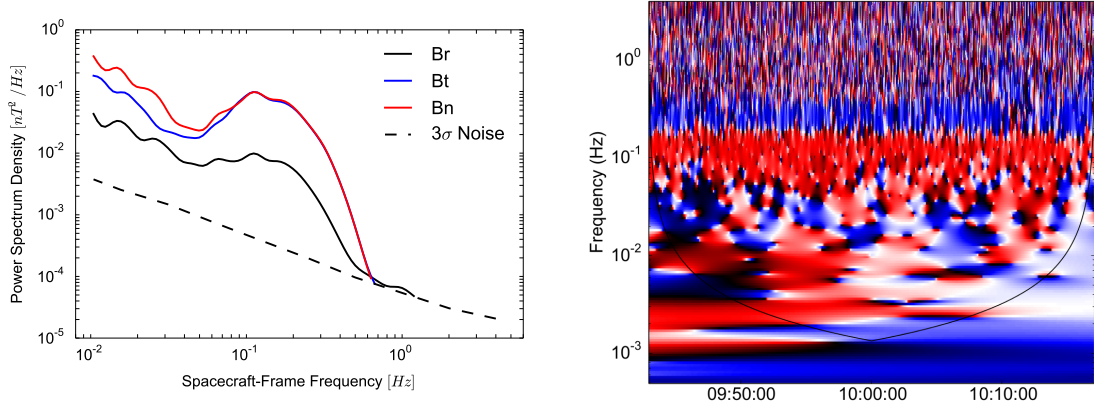 10⁰
10⁻¹
10⁻²
10⁻³
10⁻⁴
10⁻⁵
Power Spectrum Density [nT²/Hz]
Br
Bt
Bn
3σ Noise
10⁻² 10⁻¹ 10⁰
Spacecraft-Frame Frequency [Hz]
10⁰
10⁻¹
10⁻²
10⁻³
Frequency (Hz)
09:50:00 10:00:00 10:10:00